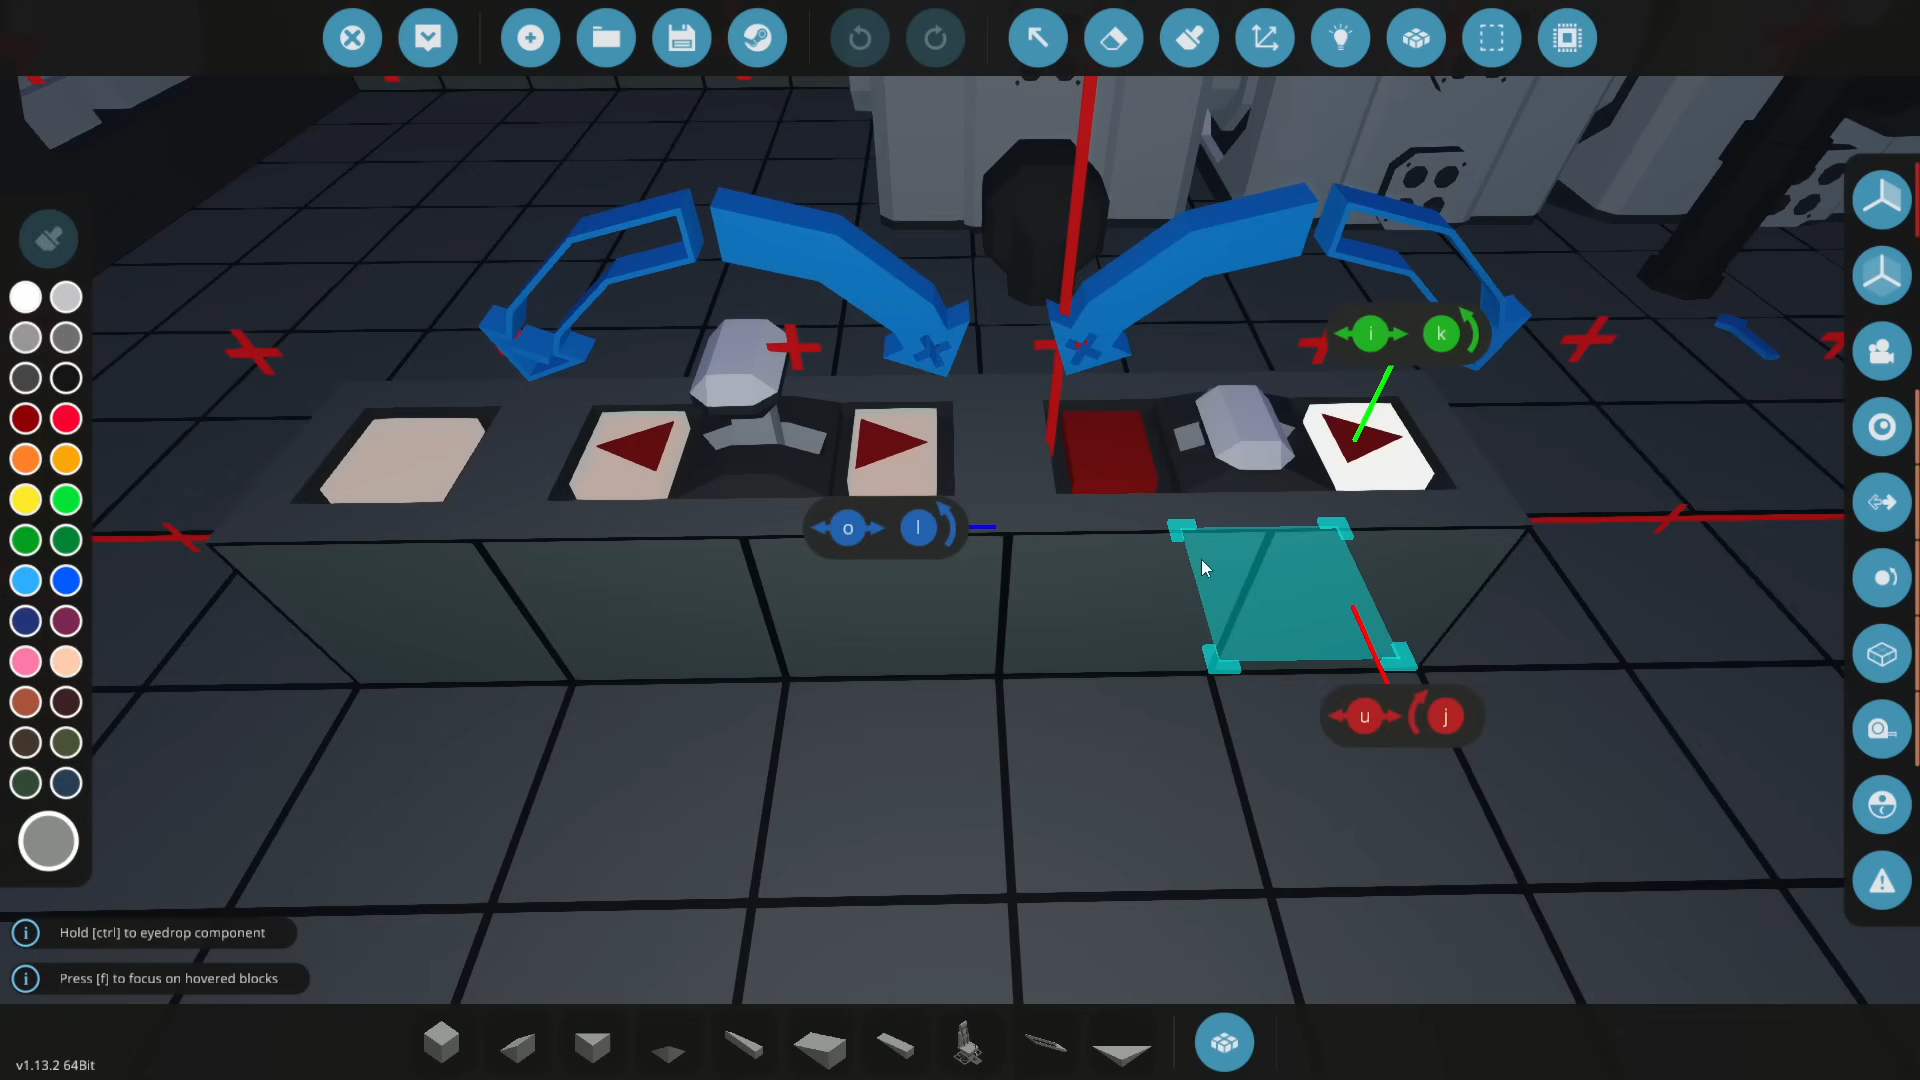 i k
o l
u j
Hold [ctrl] to eyedrop component
Press [f] to focus on hovered blocks
v1.13.2 64Bit